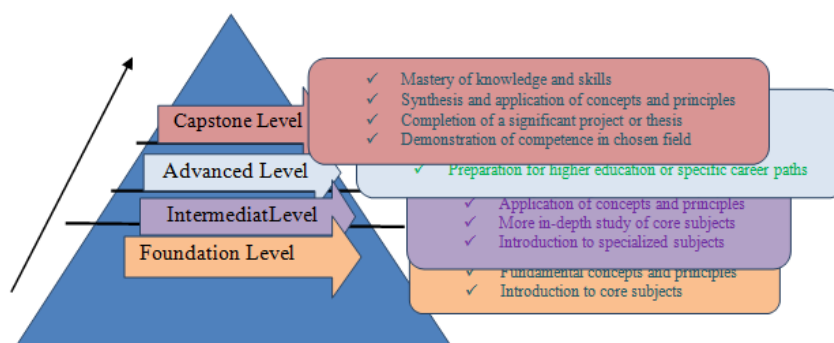 Capstone Level
✓ Mastery of knowledge and skills
✓ Synthesis and application of concepts and principles
✓ Completion of a significant project or thesis
✓ Demonstration of competence in chosen field
Advanced Level
✓ Preparation for higher education or specific career paths
IntermediatLevel
✓ Application of concepts and principles
✓ More in-depth study of core subjects
✓ Introduction to specialized subjects
Foundation Level
✓ Fundamental concepts and principles
✓ Introduction to core subjects